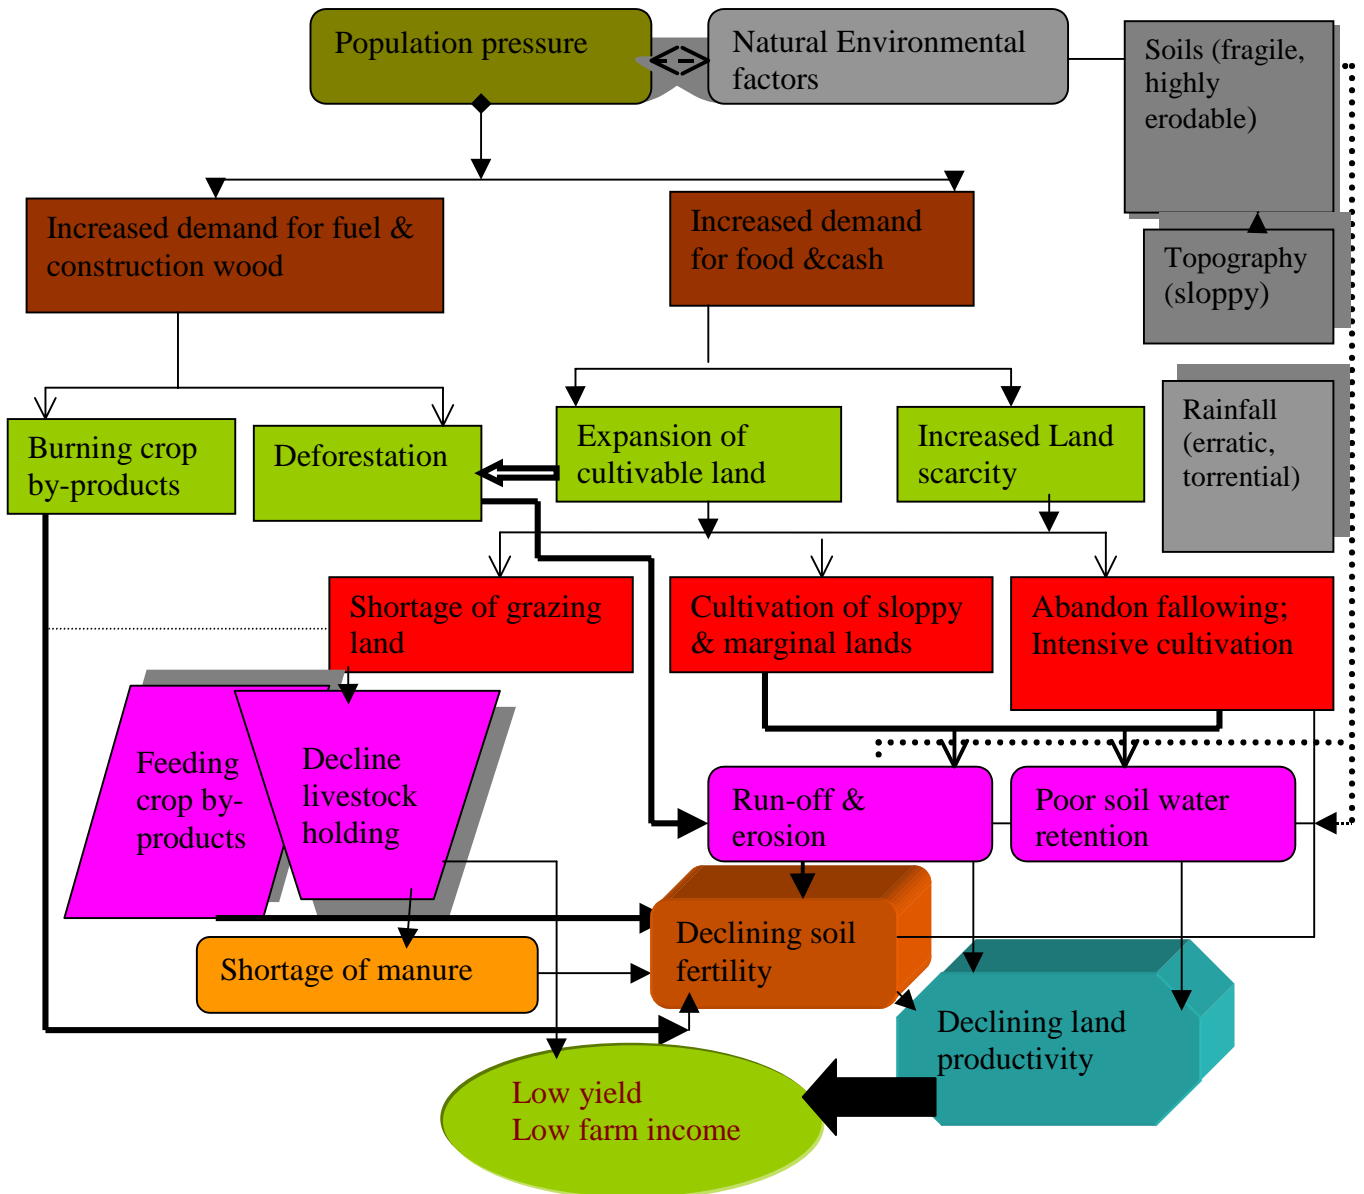 Population pressure
Natural Environmental
factors
Soils (fragile,
highly
erodable)
Increased demand for fuel &
construction wood
Increased demand
for food &cash
Topography
(sloppy)
Rainfall
(erratic,
torrential)
Burning crop
by-products
Deforestation
Expansion of
cultivable land
Increased Land
scarcity
Shortage of grazing
land
Cultivation of sloppy
& marginal lands
Abandon fallowing;
Intensive cultivation
Feeding
crop by-
products
Decline
livestock
holding
Run-off &
erosion
Poor soil water
retention
Shortage of manure
Declining soil
fertility
Declining land
productivity
Low yield
Low farm income